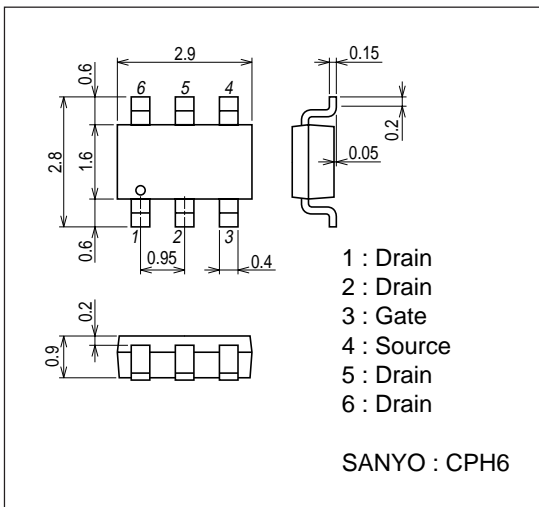 2.9
0.15
0.6
6
5
4
0.2
2.8
1.6
0.05
0.6
1
2
3
0.95
0.4
1 : Drain
2 : Drain
3 : Gate
4 : Source
5 : Drain
6 : Drain
0.2
0.9
SANYO : CPH6